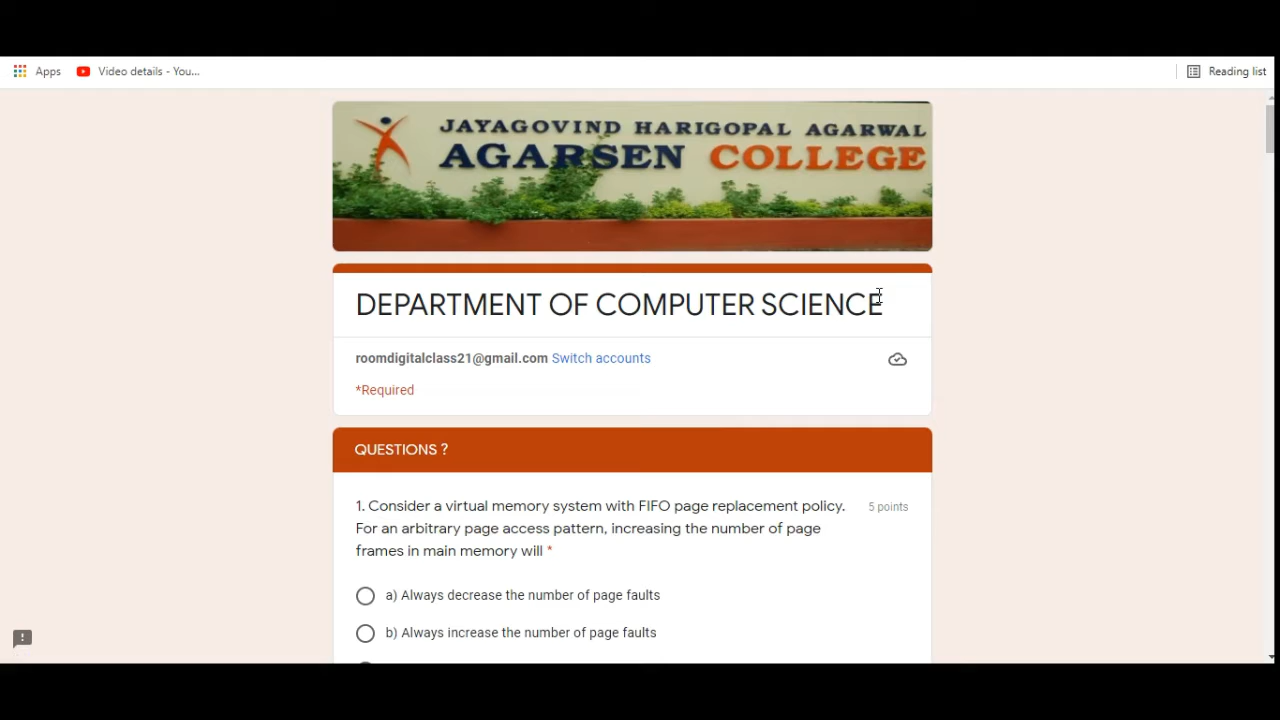 Apps
Video details - You...
Reading list
JAYAGOVIND HARIGOPAL AGARWAL
AGARSEN COLLEGE
DEPARTMENT OF COMPUTER SCIENCE
roomdigitalclass21@gmail.com Switch accounts
*Required
QUESTIONS ?
1. Consider a virtual memory system with FIFO page replacement policy.
For an arbitrary page access pattern, increasing the number of page
frames in main memory will *
5 points
a) Always decrease the number of page faults
b) Always increase the number of page faults